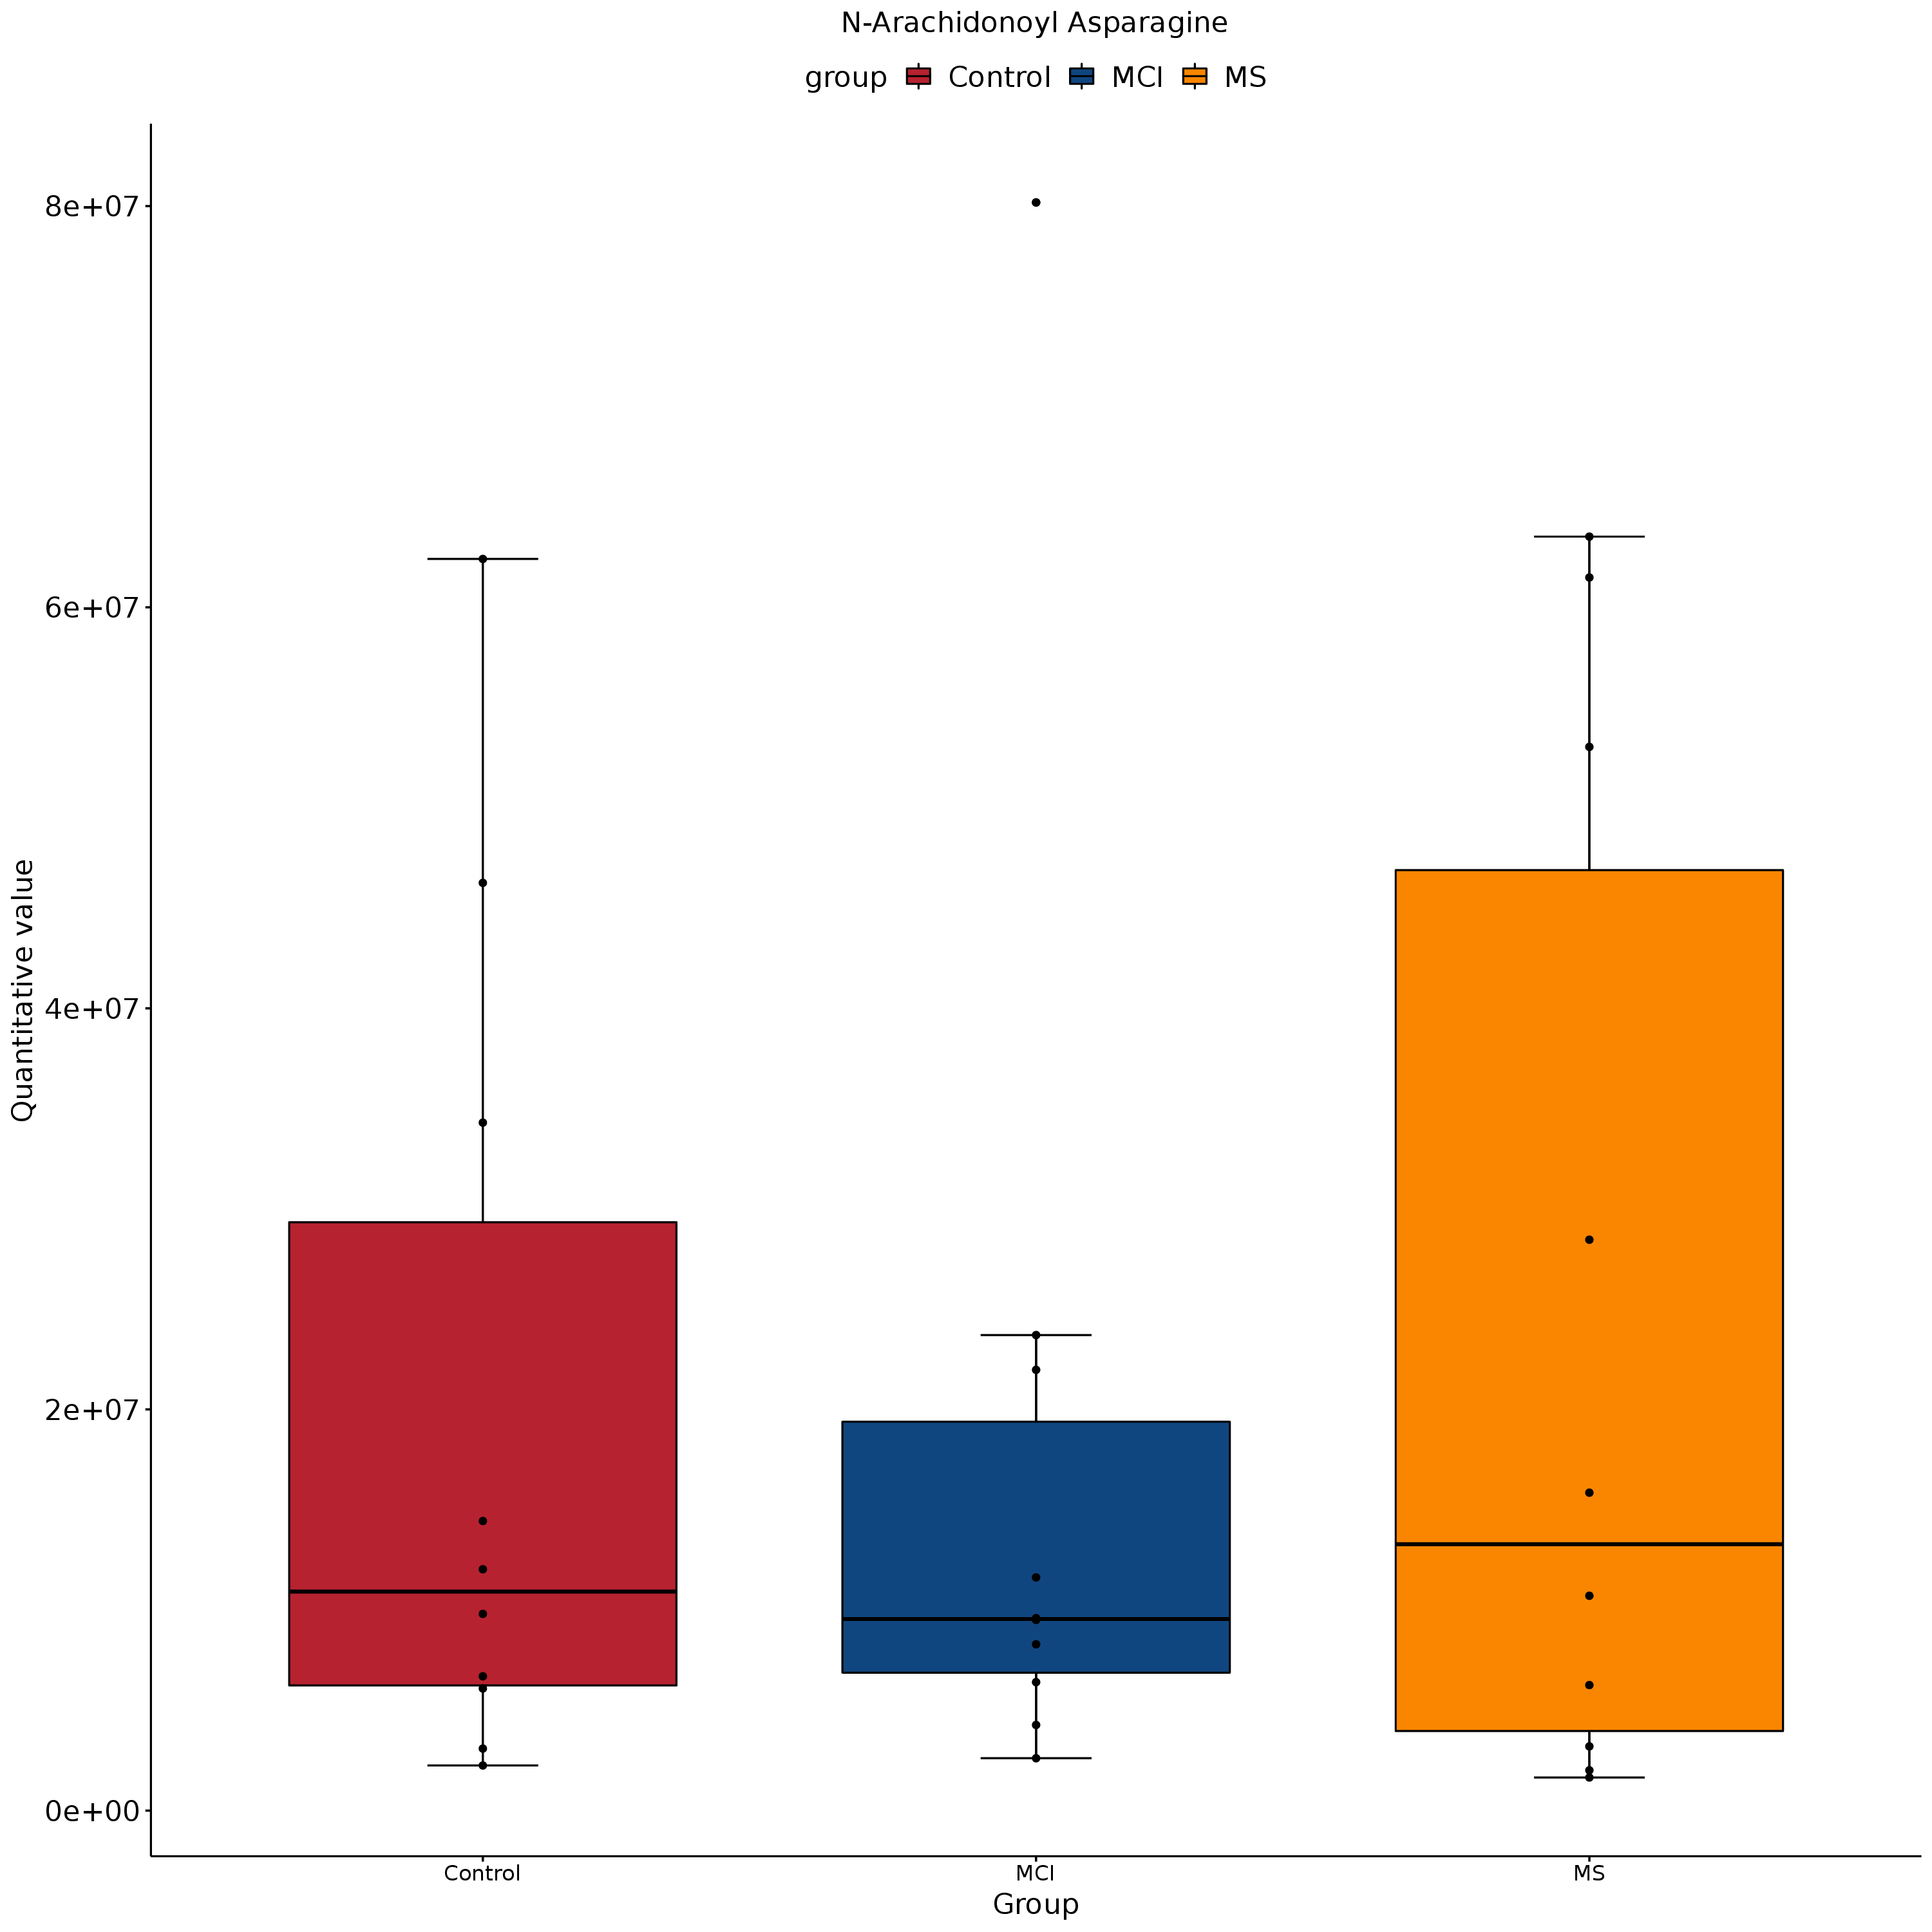 N-Arachidonoyl Asparagine
group Control MCI MS
8e+07
6e+07
4e+07
2e+07
0e+00
Quantitative value
Control MCI MS
Group